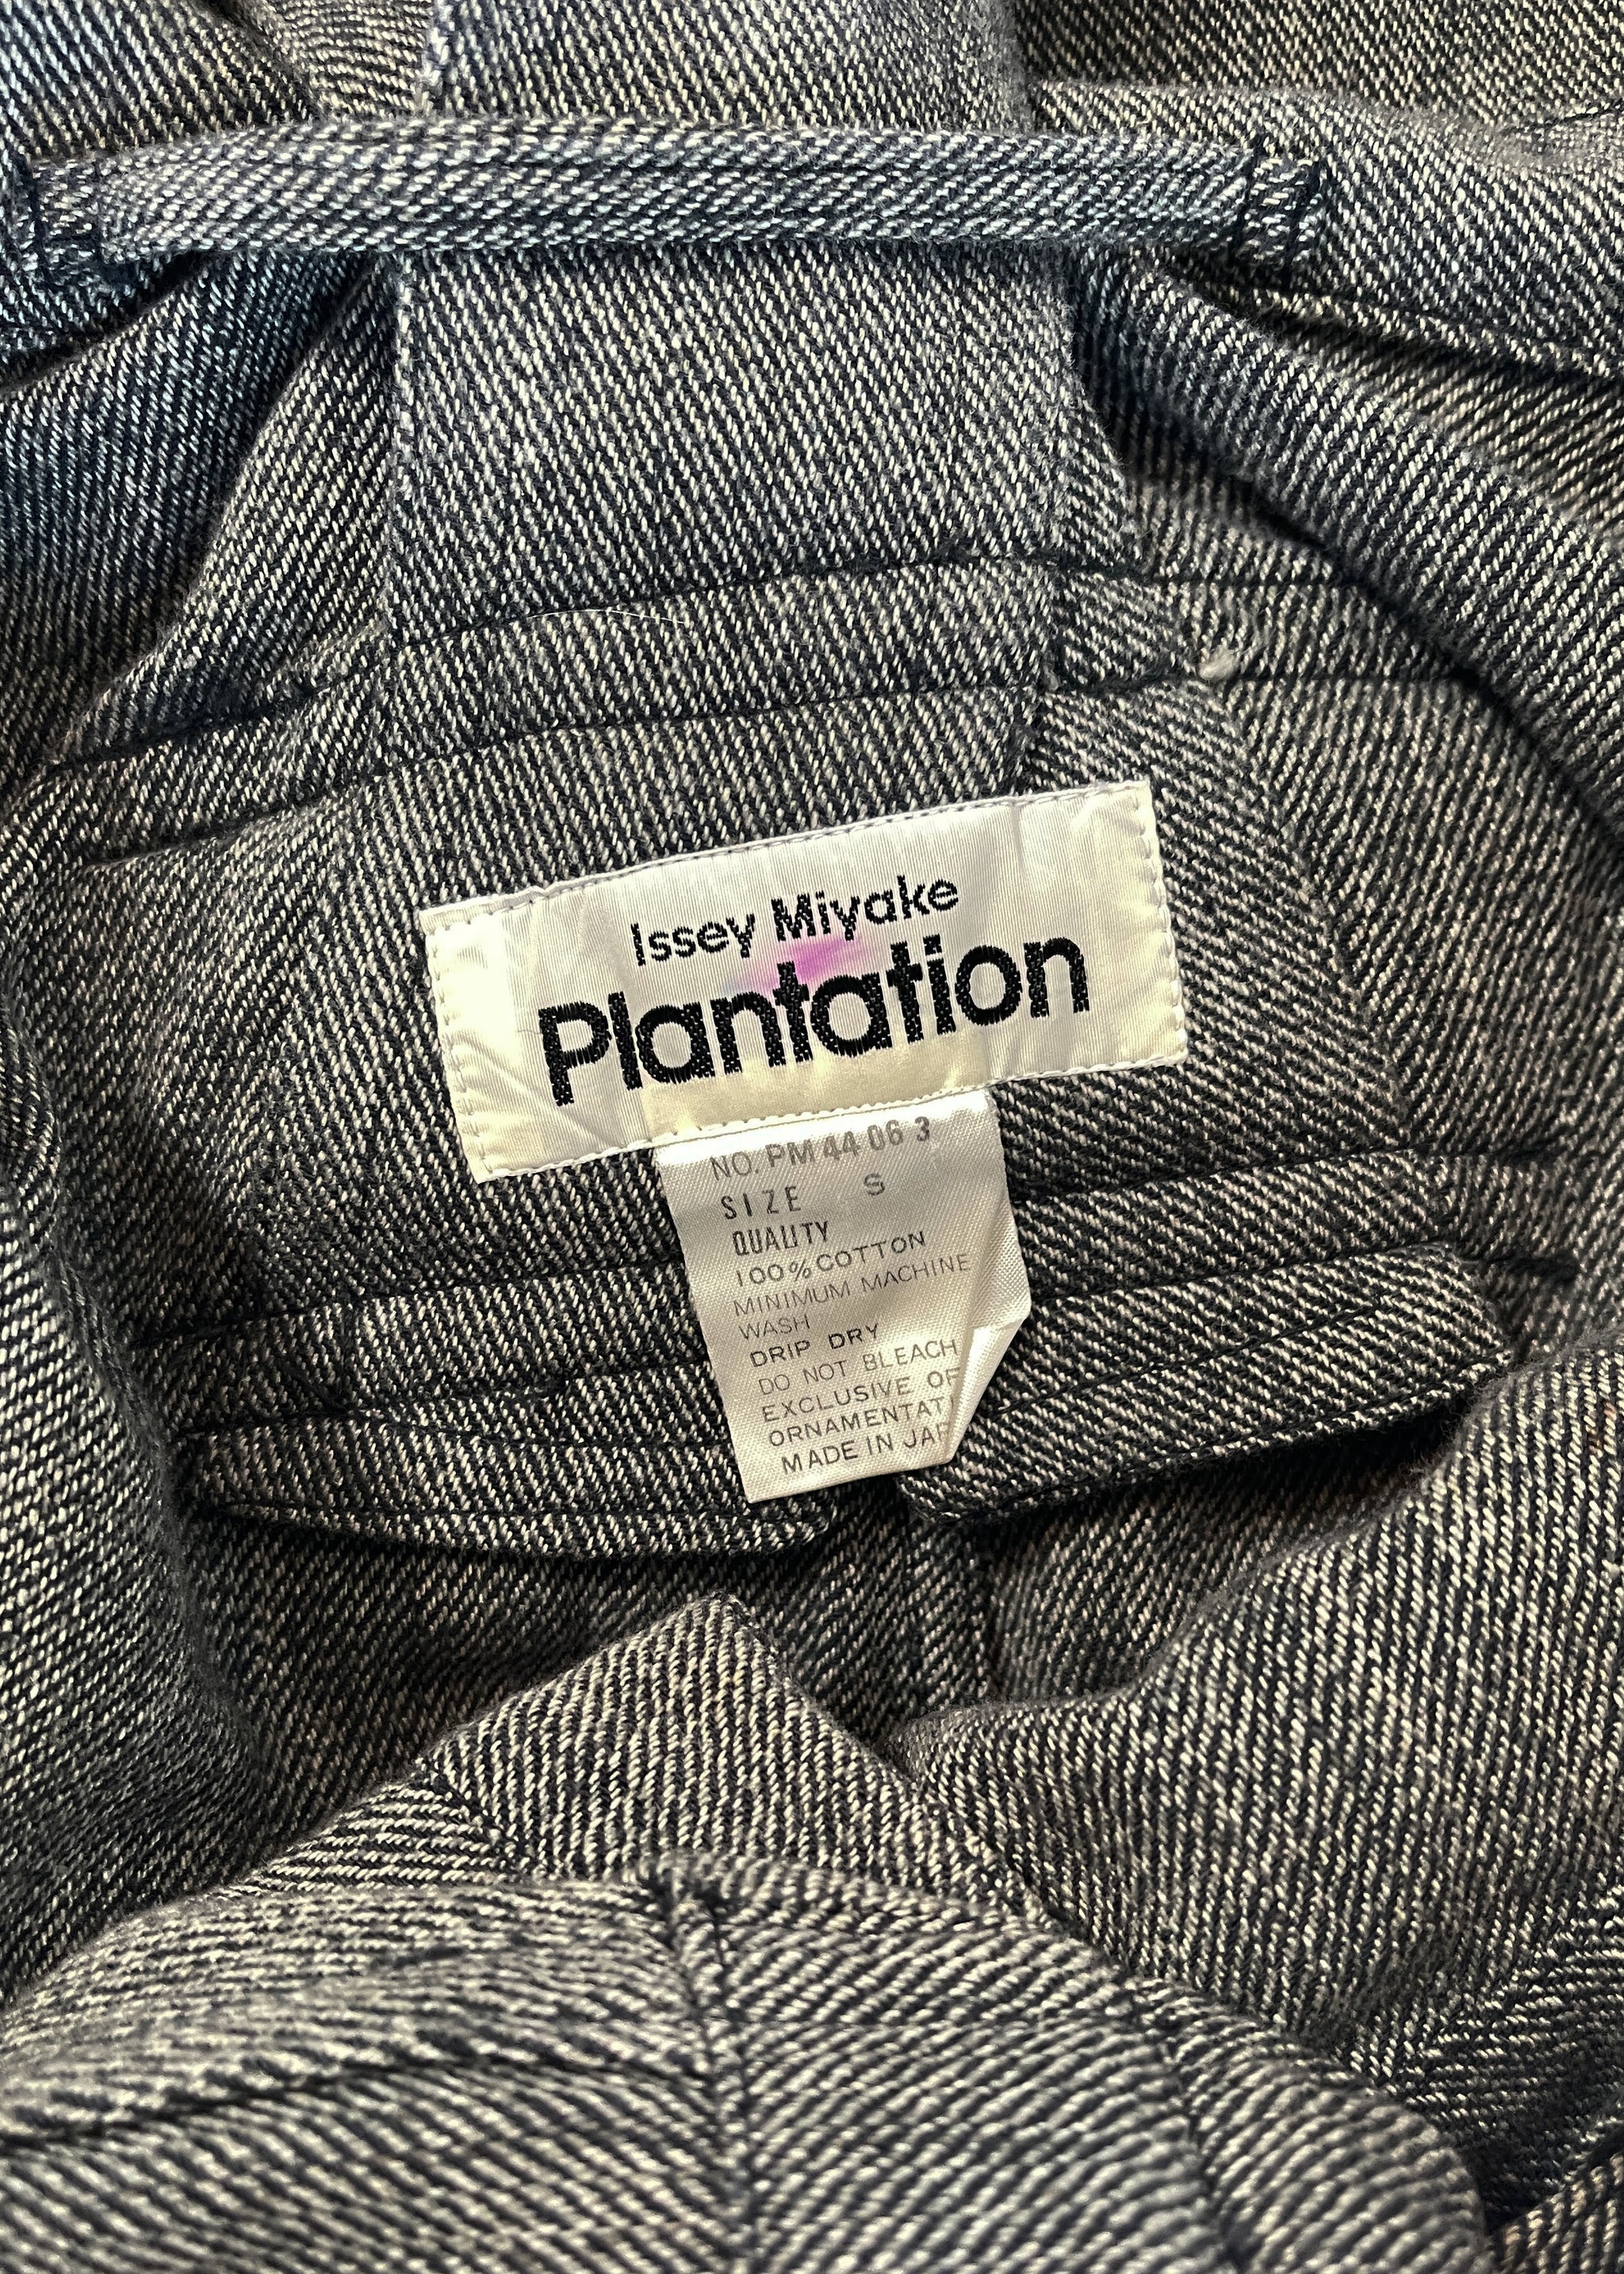 Issey Miyake
Plantation
NO. PM 44 06 3
SIZE S
QUALITY
100% COTTON
MINIMUM MACHINE
WASH
DRIP DRY
DO NOT BLEACH
EXCLUSIVE OF
ORNAMENTAT
MADE IN JAP